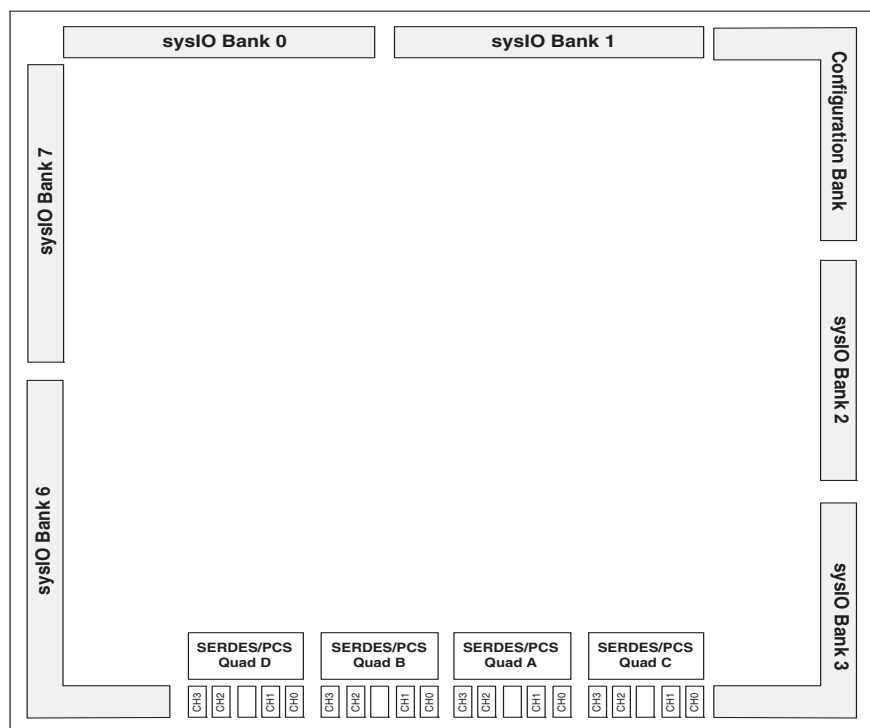 sysIO Bank 0
sysIO Bank 1
Configuration Bank
sysIO Bank 7
sysIO Bank 2
sysIO Bank 6
sysIO Bank 3
SERDES/PCS
Quad D
SERDES/PCS
Quad B
SERDES/PCS
Quad A
SERDES/PCS
Quad C
CH3
CH2
CH1
CH0
CH3
CH2
CH1
CH0
CH3
CH2
CH1
CH0
CH3
CH2
CH1
CH0